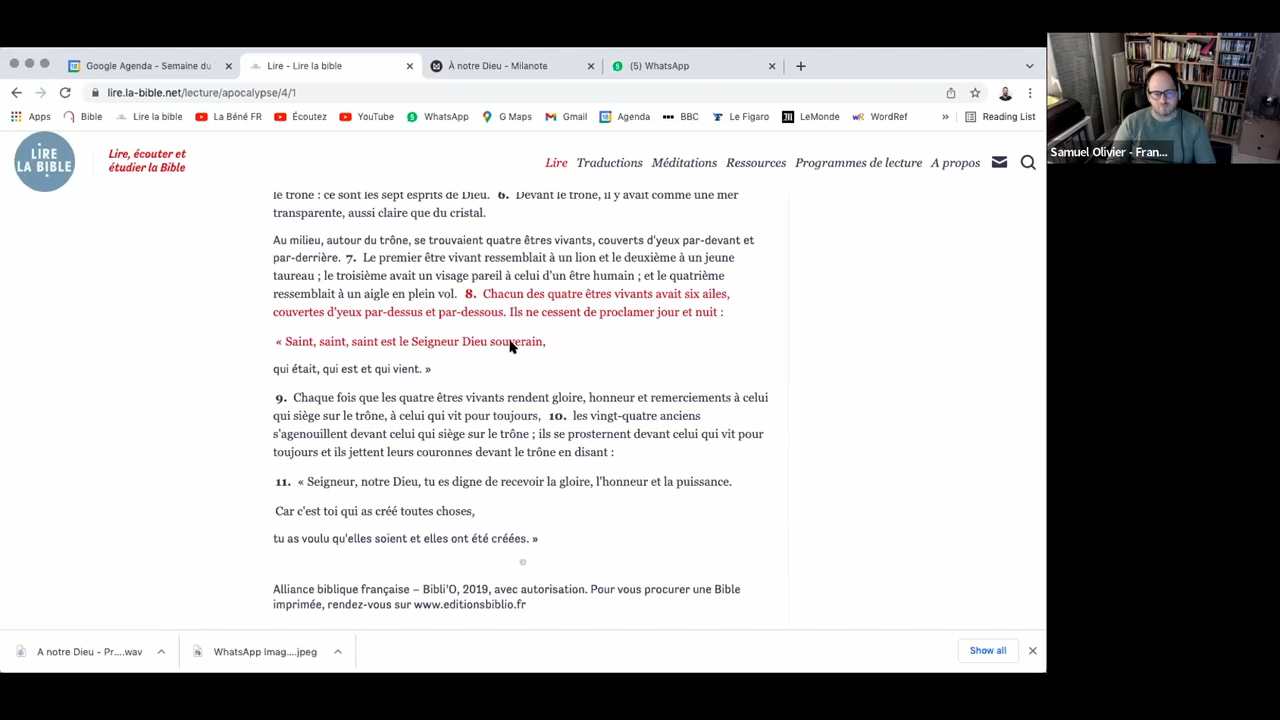 Google Agenda - Semaine du
Lire - Lire la bible
À notre Dieu - Milanote
(5) WhatsApp
lire.la-bible.net/lecture/apocalypse/4/1
Apps
Bible
Lire la bible
La Béné FR
Écoutez
YouTube
WhatsApp
G Maps
Gmail
Agenda
BBC
Le Figaro
LeMonde
WordRef
»
Reading List
Samuel Olivier - Fran...
LIRE
LA BIBLE
Lire, écouter et
étudier la Bible
Lire Traductions Méditations Ressources Programmes de lecture A propos
le trône : ce sont les sept esprits de Dieu. 6. Devant le trône, il y avait comme une mer
transparente, aussi claire que du cristal.
Au milieu, autour du trône, se trouvaient quatre êtres vivants, couverts d'yeux par-devant et
par-derrière. 7. Le premier être vivant ressemblait à un lion et le deuxième à un jeune
taureau ; le troisième avait un visage pareil à celui d'un être humain ; et le quatrième
ressemblait à un aigle en plein vol. 8. Chacun des quatre êtres vivants avait six ailes,
couvertes d'yeux par-dessus et par-dessous. Ils ne cessent de proclamer jour et nuit :
« Saint, saint, saint est le Seigneur Dieu souverain,
qui était, qui est et qui vient. »
9. Chaque fois que les quatre êtres vivants rendent gloire, honneur et remerciements à celui
qui siège sur le trône, à celui qui vit pour toujours, 10. les vingt-quatre anciens
s'agenouillent devant celui qui siège sur le trône ; ils se prosternent devant celui qui vit pour
toujours et ils jettent leurs couronnes devant le trône en disant :
11. « Seigneur, notre Dieu, tu es digne de recevoir la gloire, l'honneur et la puissance.
Car c'est toi qui as créé toutes choses,
tu as voulu qu'elles soient et elles ont été créées. »
©
Alliance biblique française – Bibli'O, 2019, avec autorisation. Pour vous procurer une Bible
imprimée, rendez-vous sur www.editionsbiblio.fr
A notre Dieu - Pr....wav
WhatsApp Imag....jpeg
Show all